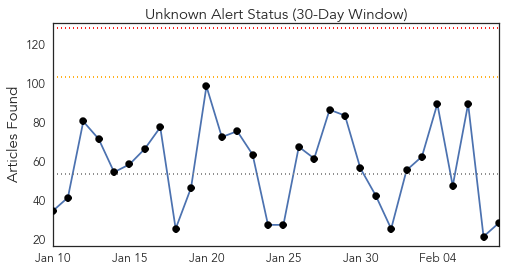 Unknown Alert Status (30-Day Window)
120
100
80
60
40
20
Articles Found
Jan 10 Jan 15 Jan 20 Jan 25 Jan 30 Feb 04